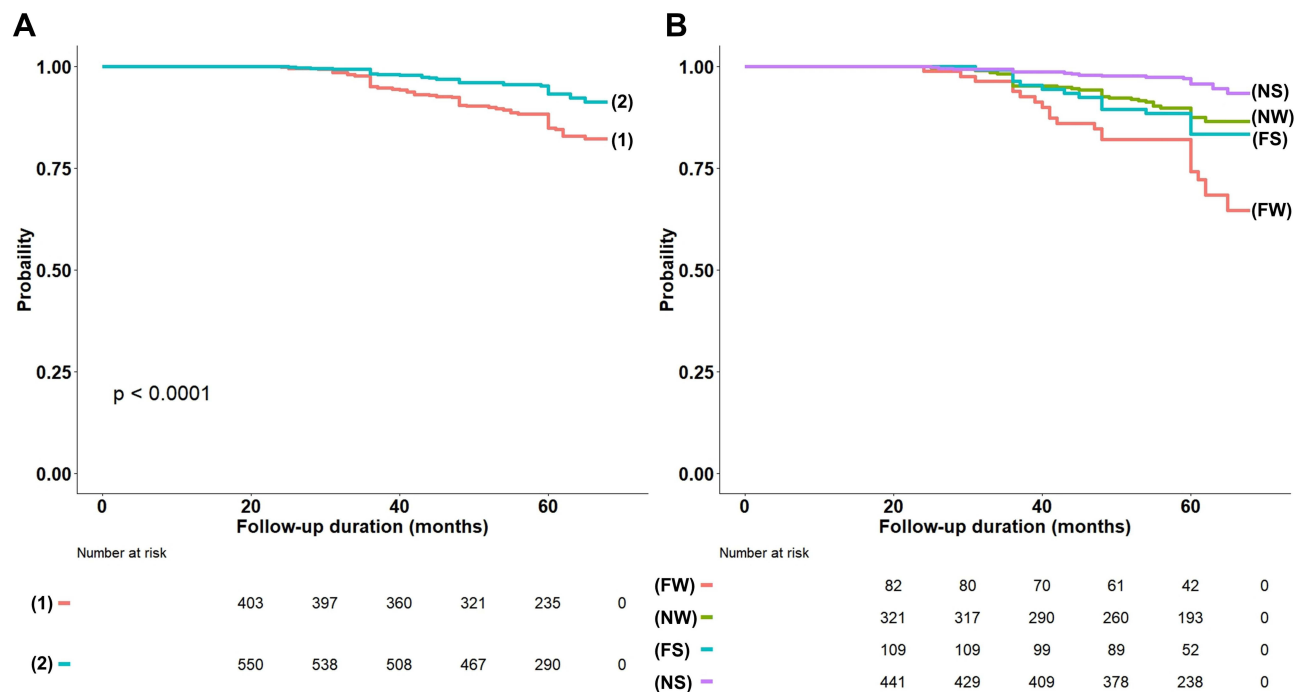 A
1.00
0.75
0.50
0.25
0.00
Probaility
(2)
(1)
p < 0.0001
0 20 40 60
Follow-up duration (months)
Number at risk
(1) 403 397 360 321 235 0
(2) 550 538 508 467 290 0
B
1.00
0.75
0.50
0.25
0.00
Probaility
(NS)
(NW)
(FS)
(FW)
0 20 40 60
Follow-up duration (months)
Number at risk
(FW) 82 80 70 61 42 0
(NW) 321 317 290 260 193 0
(FS) 109 109 99 89 52 0
(NS) 441 429 409 378 238 0